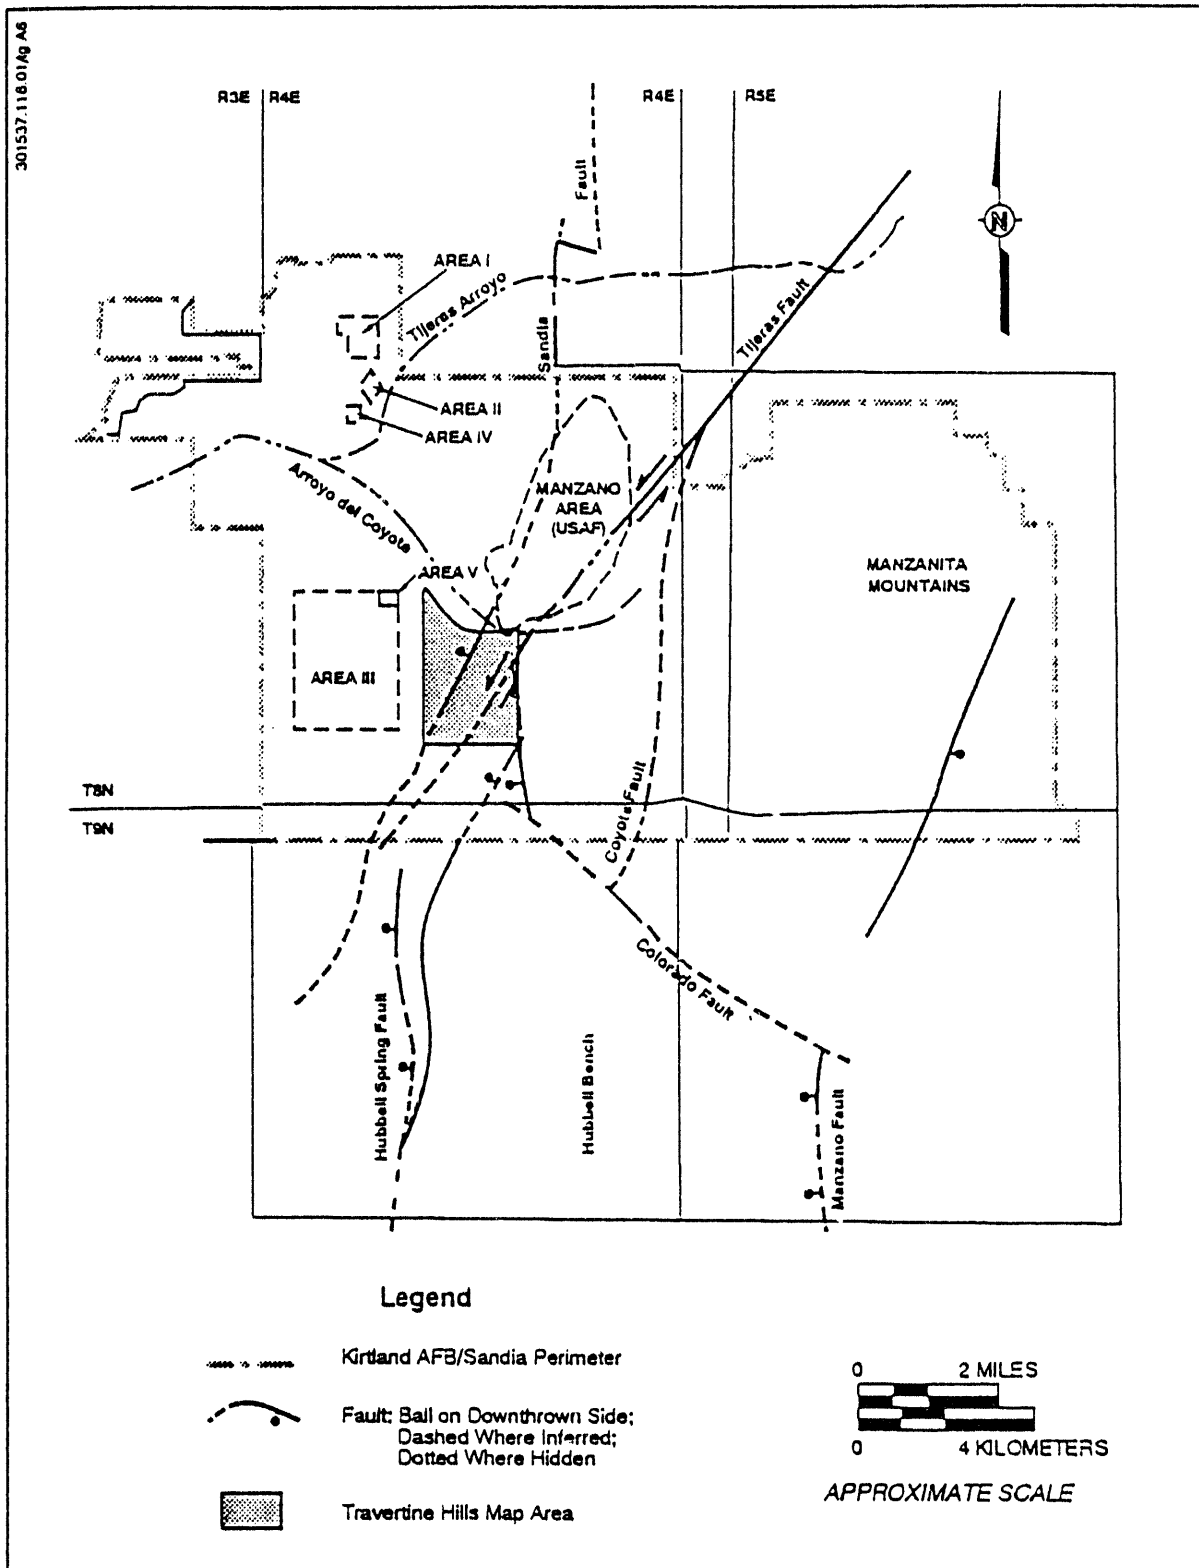 301537.118.01/Ag A6
R3E
R4E
R4E
R5E
Fault
N
AREA I
Tijeras Arroyo
Tijeras Fault
Sandia
AREA II
AREA IV
Arroyo del Coyote
MANZANO
AREA
(USAF)
AREA V
MANZANITA
MOUNTAINS
AREA III
T8N
T9N
Coyote Fault
Colorado Fault
Hubbell Spring Fault
Hubbell Bench
Manzano Fault
Legend
Kirtland AFB/Sandia Perimeter
Fault: Ball on Downthrown Side;
Dashed Where Inferred;
Dotted Where Hidden
Travertine Hills Map Area
0 2 MILES
0 4 KILOMETERS
APPROXIMATE SCALE